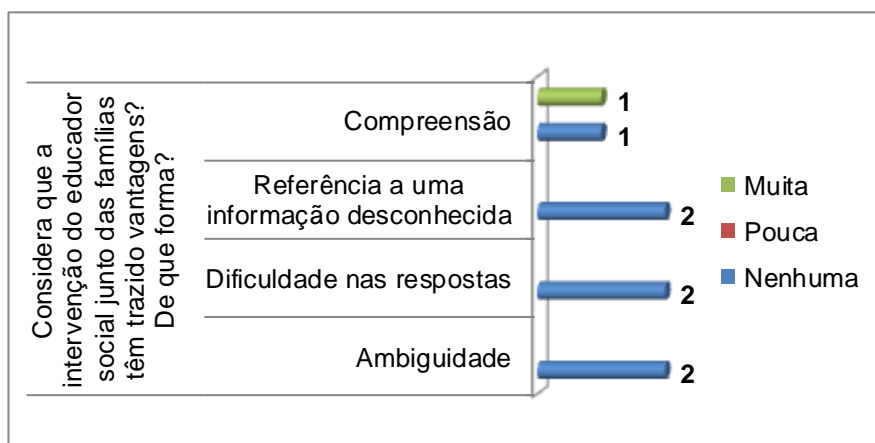 Considera que a
intervenção do educador
social junto das famílias
têm trazido vantagens?
De que forma?
Compreensão
1
1
Referência a uma
informação desconhecida
2
Dificuldade nas respostas
2
Ambiguidade
2
Muita
Pouca
Nenhuma